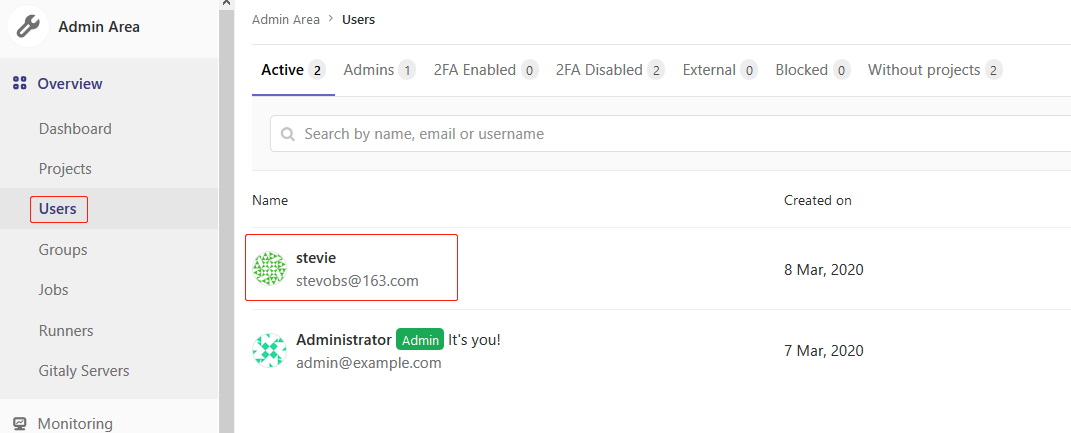 Admin Area
Overview
Dashboard
Projects
Users
Groups
Jobs
Runners
Gitaly Servers
Monitoring
Admin Area > Users
Active 2 Admins 1 2FA Enabled 0 2FA Disabled 2 External 0 Blocked 0 Without projects 2
Search by name, email or username
Name Created on
stevie
stevobs@163.com
8 Mar, 2020
Administrator Admin It's you!
admin@example.com
7 Mar, 2020